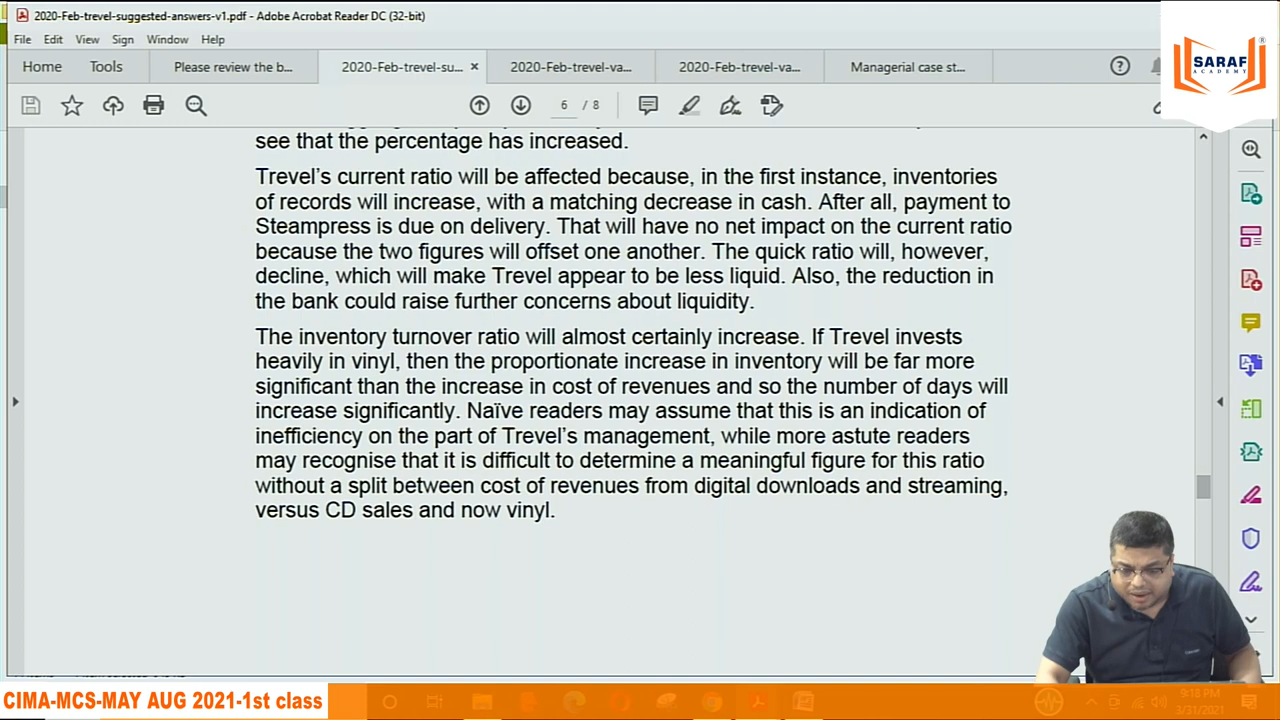 2020-Feb-trevel-suggested-answers-v1.pdf - Adobe Acrobat Reader DC (32-bit)
File Edit View Sign Window Help
Home Tools Please review the b... 2020-Feb-trevel-su... × 2020-Feb-trevel-va... 2020-Feb-trevel-va... Managerial case st...
6 / 8
SARAF
ACADEMY
see that the percentage has increased.
Trevel's current ratio will be affected because, in the first instance, inventories
of records will increase, with a matching decrease in cash. After all, payment to
Steampress is due on delivery. That will have no net impact on the current ratio
because the two figures will offset one another. The quick ratio will, however,
decline, which will make Trevel appear to be less liquid. Also, the reduction in
the bank could raise further concerns about liquidity.
The inventory turnover ratio will almost certainly increase. If Trevel invests
heavily in vinyl, then the proportionate increase in inventory will be far more
significant than the increase in cost of revenues and so the number of days will
increase significantly. Naïve readers may assume that this is an indication of
inefficiency on the part of Trevel's management, while more astute readers
may recognise that it is difficult to determine a meaningful figure for this ratio
without a split between cost of revenues from digital downloads and streaming,
versus CD sales and now vinyl.
CIMA-MCS-MAY AUG 2021-1st class
9:18 PM
3/31/2021